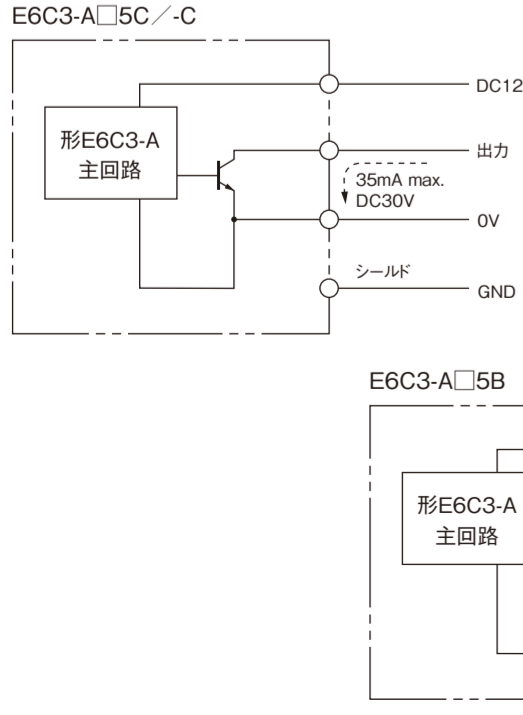 E6C3-A□5C／-C
DC12
形E6C3-A
主回路
出力
35mA max.
DC30V
0V
シールド
GND
E6C3-A□5B
形E6C3-A
主回路